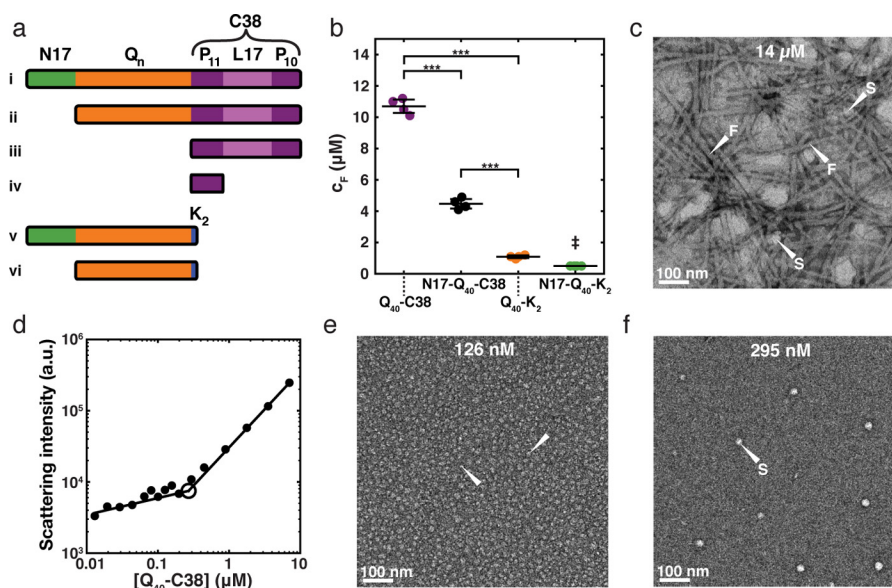 a
C38
N17 Qn P11 L17 P10
i
ii
iii
iv
K2
v
vi
b
cF (μM)
14
12
10
8
6
4
2
0
***
***
***
‡
Q40-C38
N17-Q40-C38
Q40-K2
N17-Q40-K2
c
14 μM
S
F
F
S
100 nm
d
Scattering intensity (a.u.)
10^6
10^5
10^4
10^3
0.01 0.1 1 10
[Q40-C38] (μM)
e
126 nM
100 nm
f
295 nM
S
100 nm